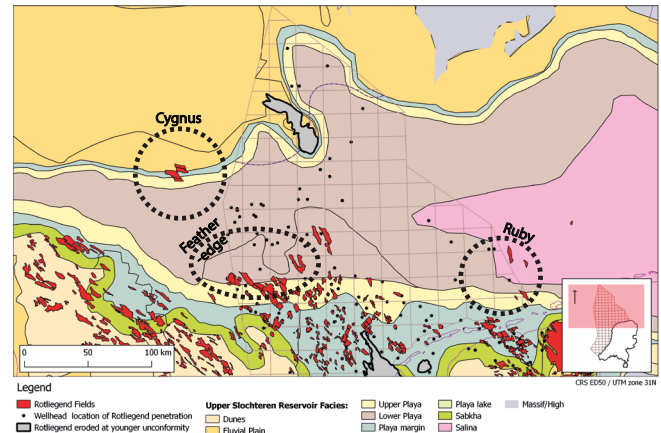 Cygnus
Feather
edge
Ruby
0 50 100 km
CRS ED50 / UTM zone 31N
Legend
Rotliegend Fields
Wellhead location of Rotliegend penetration
Rotliegend eroded at younger unconformity
Upper Slochteren Reservoir Facies:
Dunes
Fluvial Plain
Upper Playa
Lower Playa
Playa margin
Playa lake
Sabkha
Salina
Massif/High